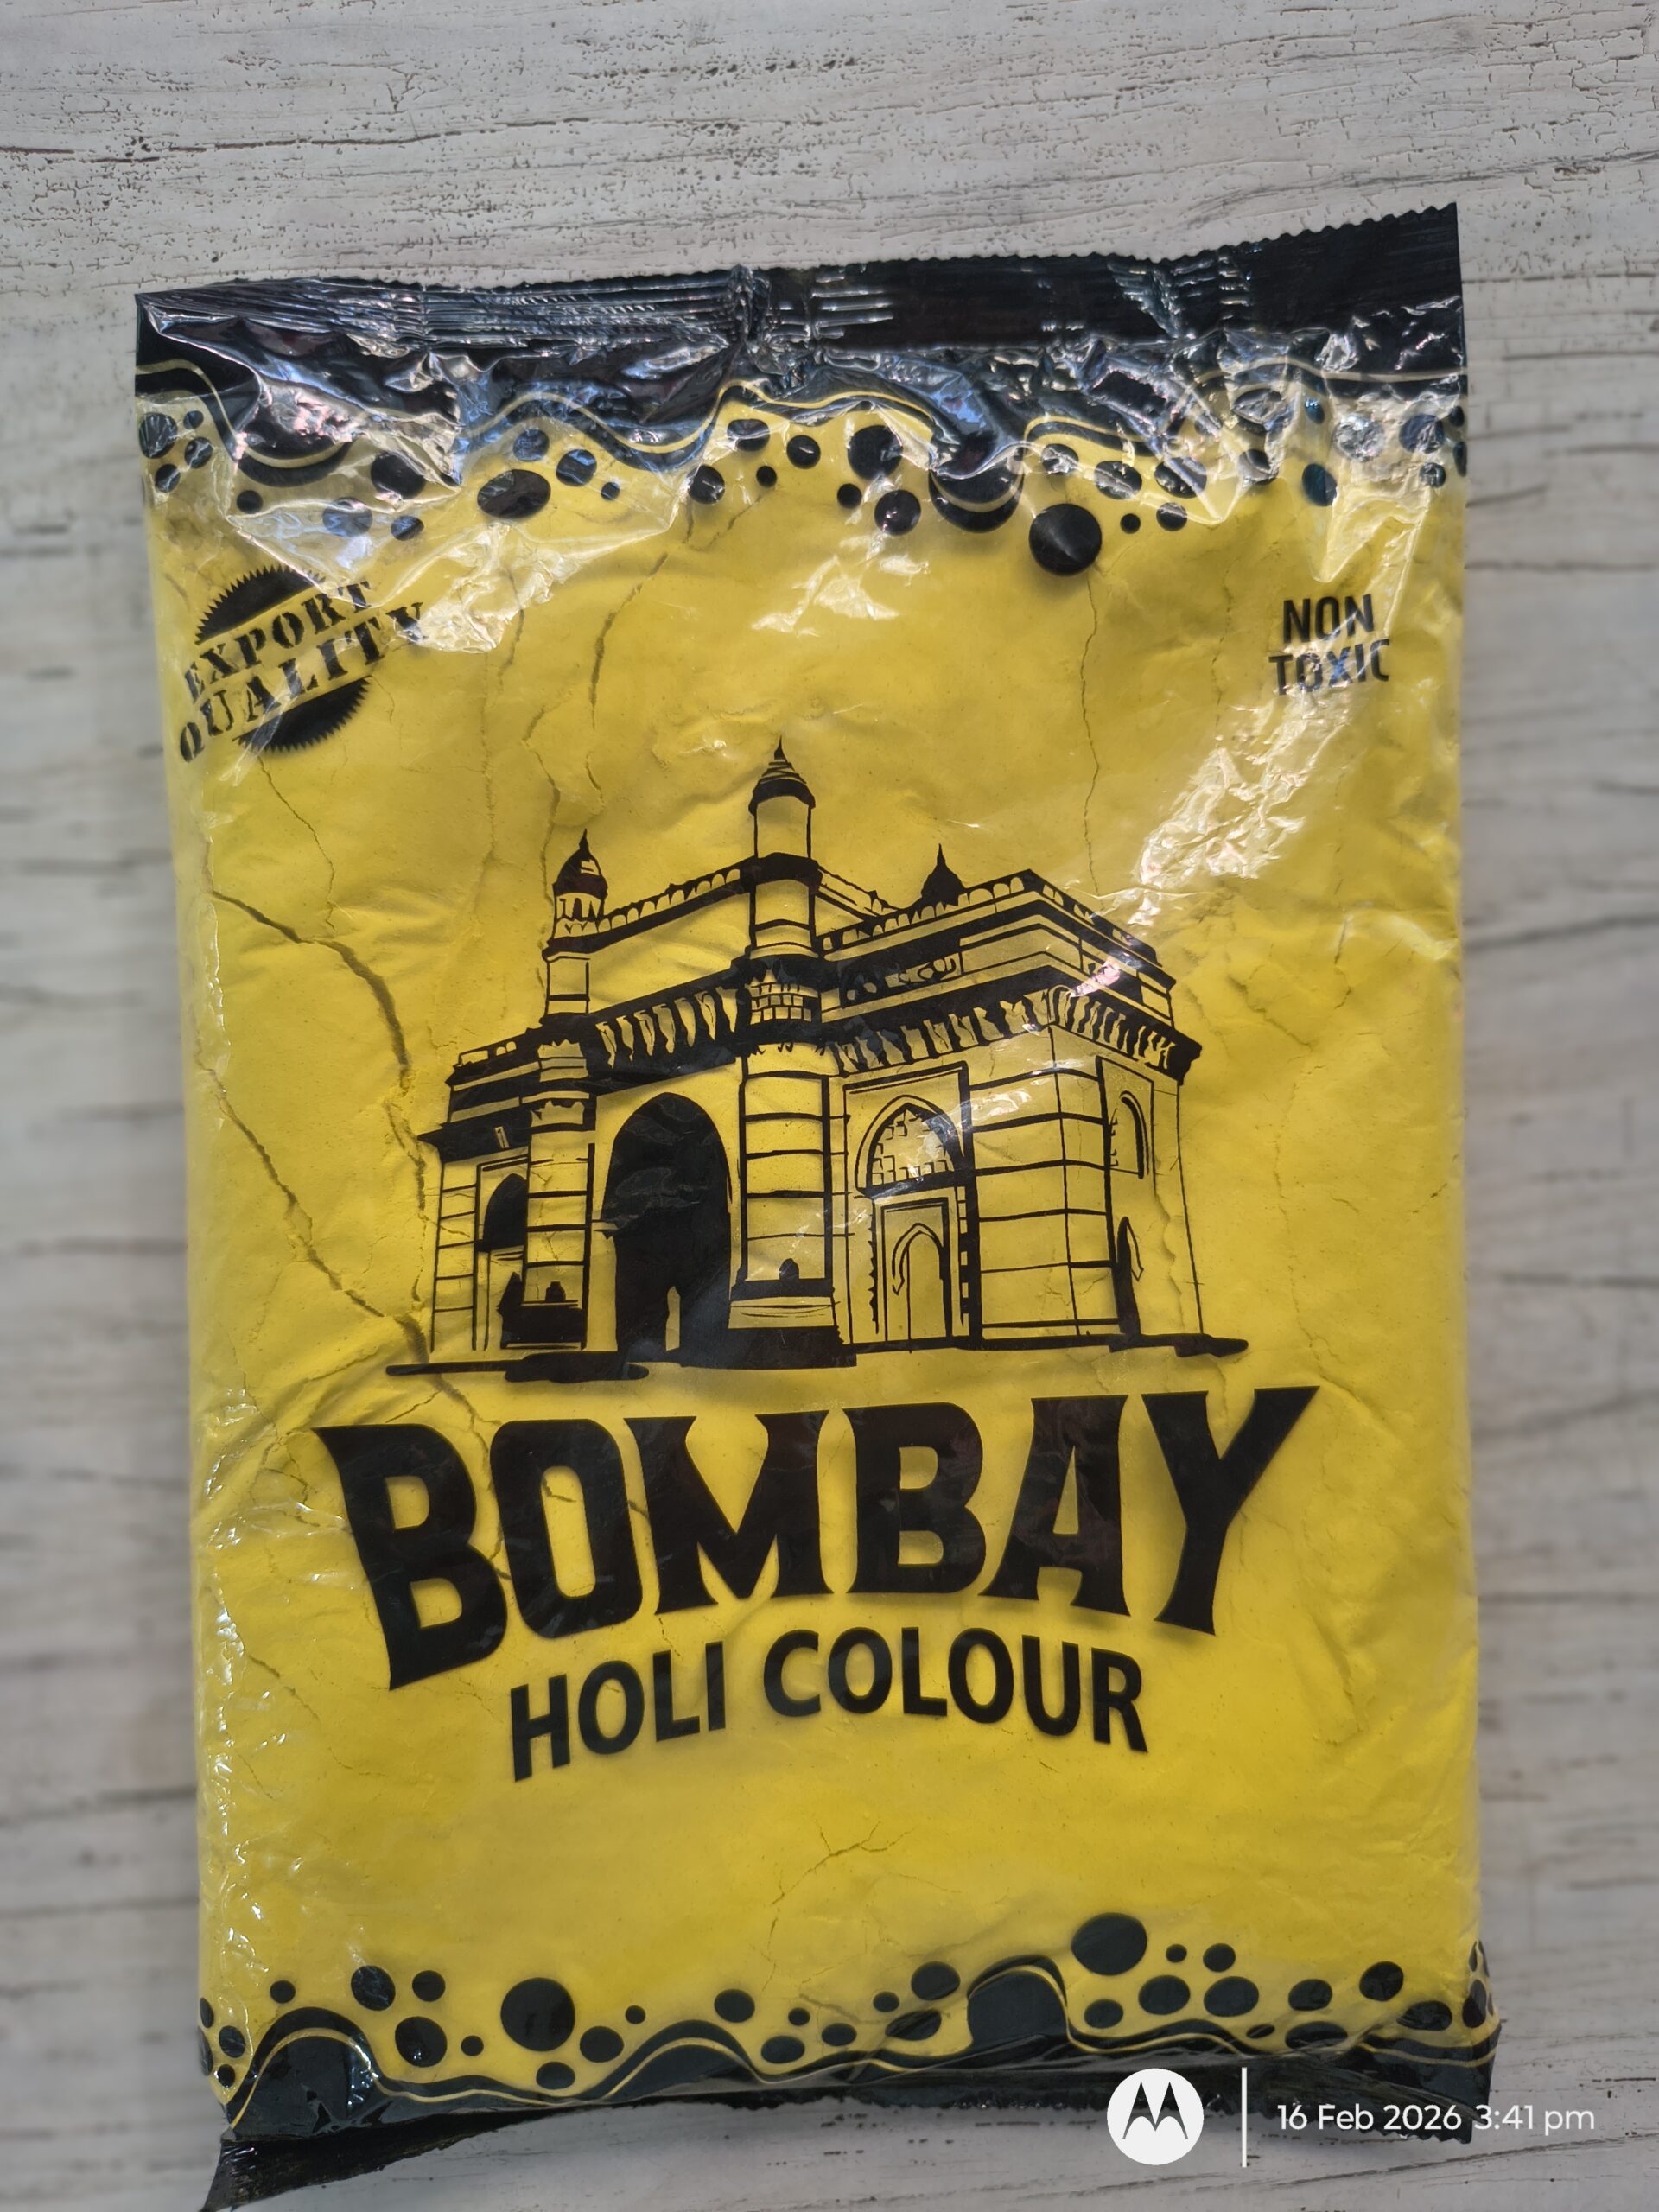 EXPORT
QUALITY
NON
TOXIC
BOMBAY
HOLI COLOUR
16 Feb 2026 3:41 pm